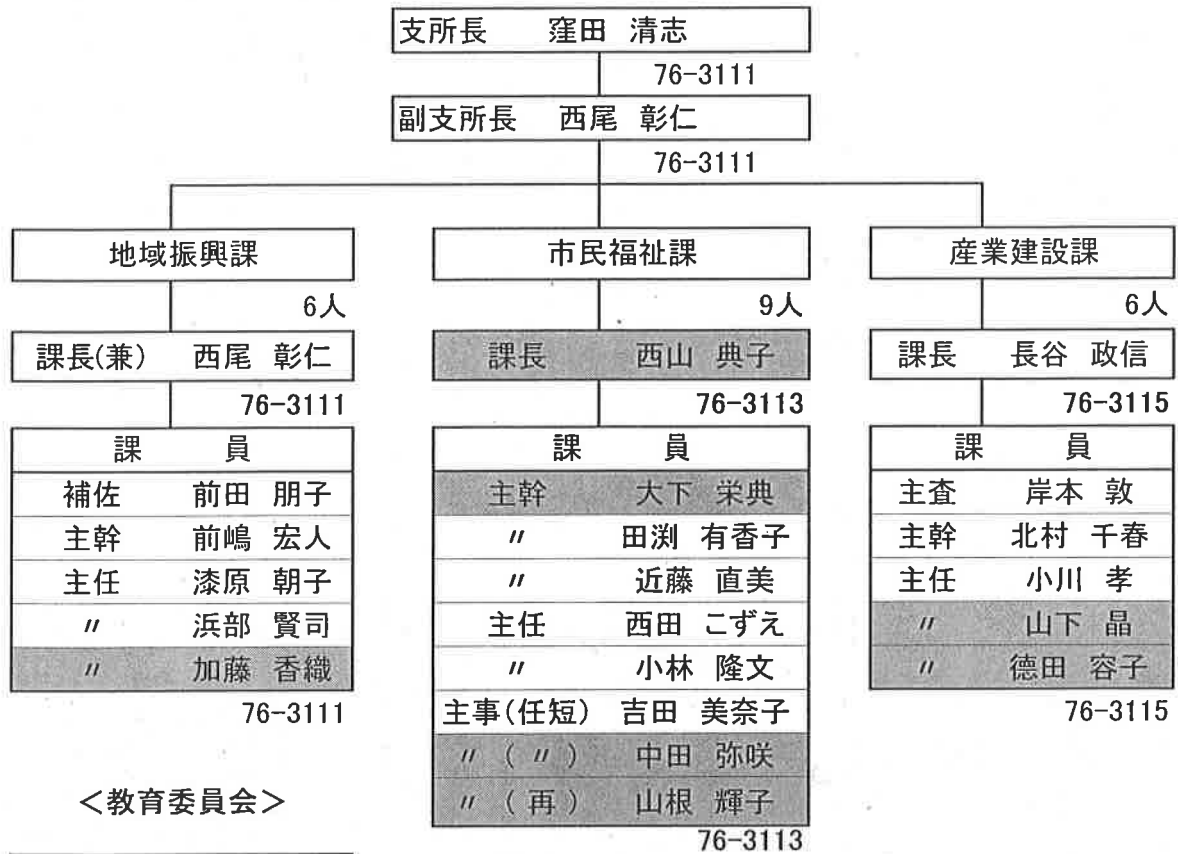 支所長 窪田 清志
76-3111
副支所長 西尾 彰仁
76-3111
地域振興課
6人
課長(兼) 西尾 彰仁
76-3111
課 員
補佐 前田 朋子
主幹 前嶋 宏人
主任 漆原 朝子
〃 浜部 賢司
〃 加藤 香織
76-3111
＜教育委員会＞
市民福祉課
9人
課長 西山 典子
76-3113
課 員
主幹 大下 栄典
〃 田渕 有香子
〃 近藤 直美
主任 西田 こずえ
〃 小林 隆文
主事(任短) 吉田 美奈子
〃 (〃) 中田 弥咲
〃 (再) 山根 輝子
76-3113
産業建設課
6人
課長 長谷 政信
76-3115
課 員
主査 岸本 敦
主幹 北村 千春
主任 小川 孝
〃 山下 晶
〃 徳田 容子
76-3115